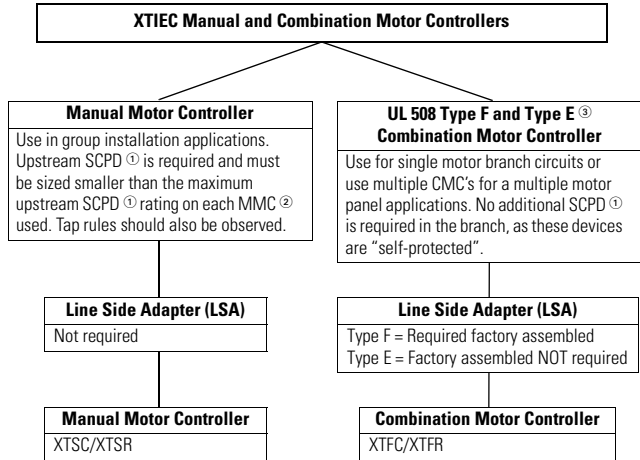 XTIEC Manual and Combination Motor Controllers
Manual Motor Controller
Use in group installation applications.
Upstream SCPD ① is required and must
be sized smaller than the maximum
upstream SCPD ① rating on each MMC ②
used. Tap rules should also be observed.
UL 508 Type F and Type E ③
Combination Motor Controller
Use for single motor branch circuits or
use multiple CMC's for a multiple motor
panel applications. No additional SCPD ①
is required in the branch, as these devices
are “self-protected”.
Line Side Adapter (LSA)
Not required
Line Side Adapter (LSA)
Type F = Required factory assembled
Type E = Factory assembled NOT required
Manual Motor Controller
XTSC/XTSR
Combination Motor Controller
XTFC/XTFR